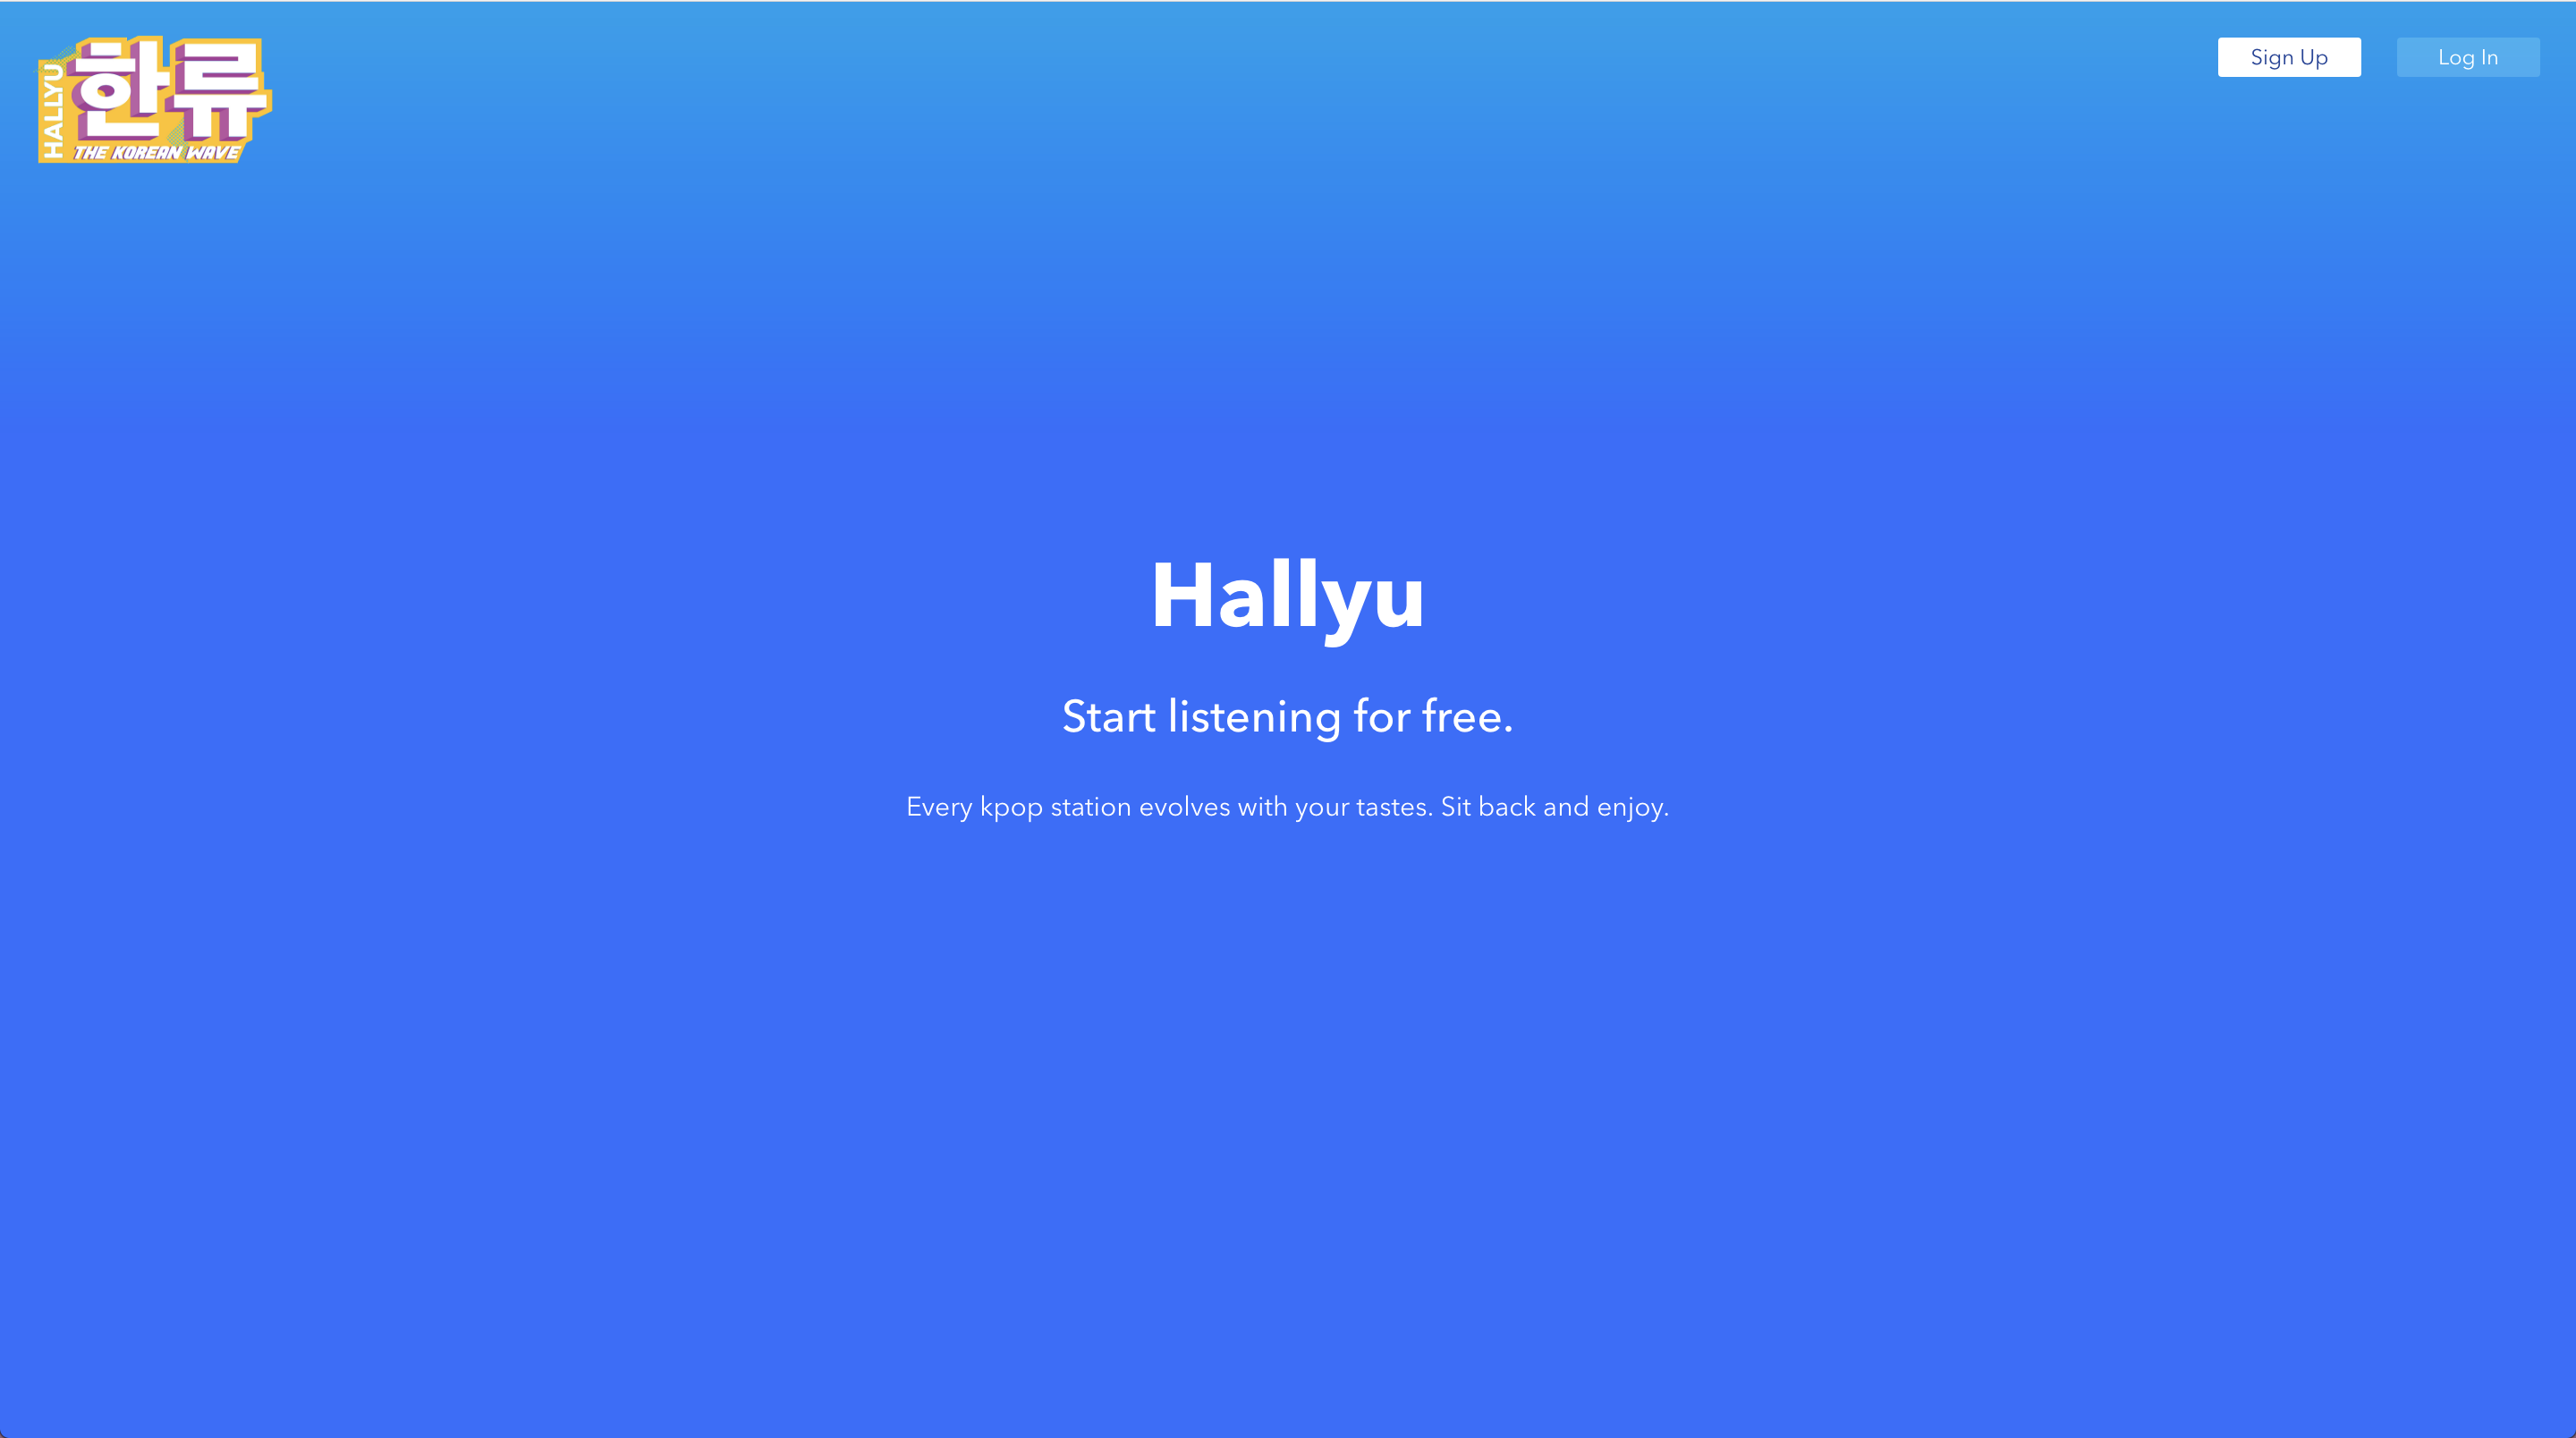 HALLYU
한류
THE KOREAN WAVE
Sign Up
Log In
Hallyu
Start listening for free.
Every kpop station evolves with your tastes. Sit back and enjoy.